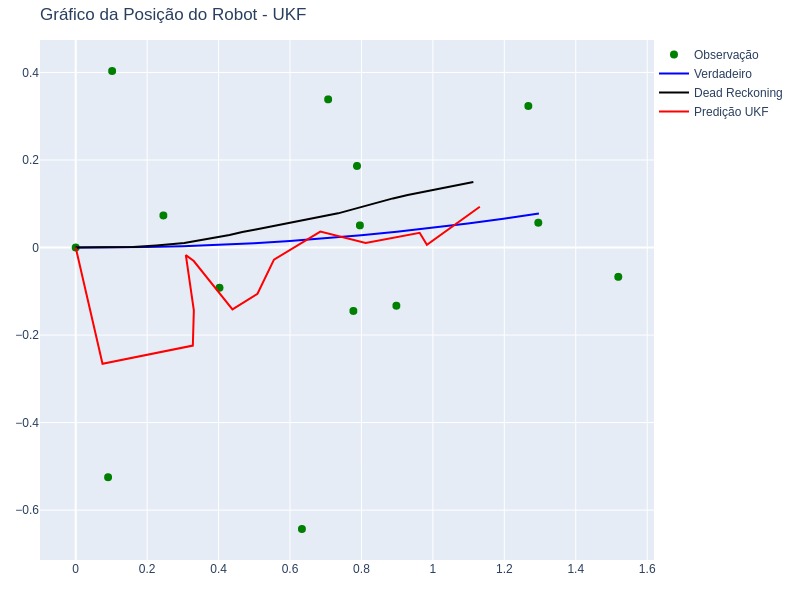 Gráfico da Posição do Robot - UKF
Observação
Verdadeiro
Dead Reckoning
Predição UKF
0.4
0.2
0
−0.2
−0.4
−0.6
0 0.2 0.4 0.6 0.8 1 1.2 1.4 1.6